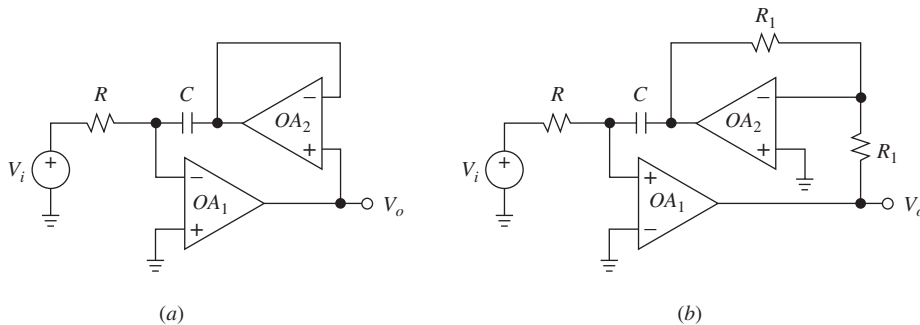 R
C
−
OA2
+
Vi
+
−
OA1
+
Vo
(a)
R1
R
C
−
OA2
+
R1
Vi
+
+
OA1
−
Vo
(b)